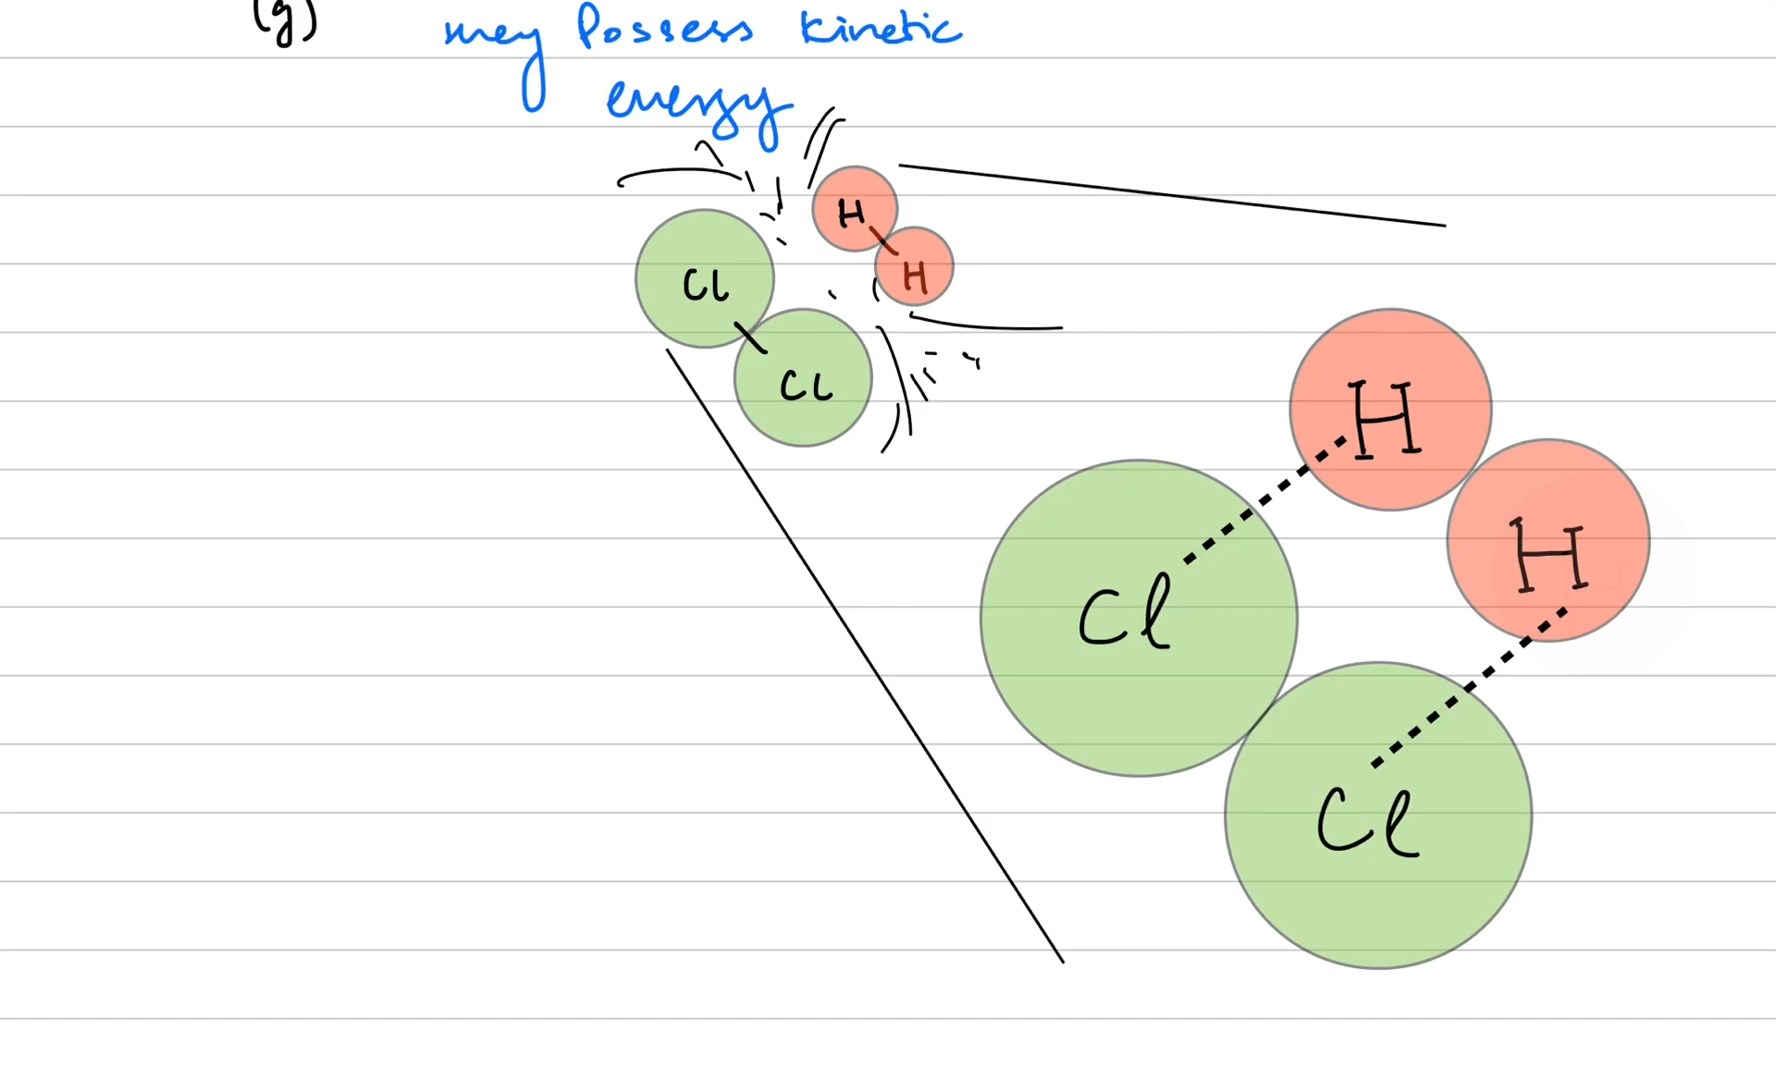 (g) they Possess kinetic
energy
H
H
Cl
Cl
H
H
Cl
Cl